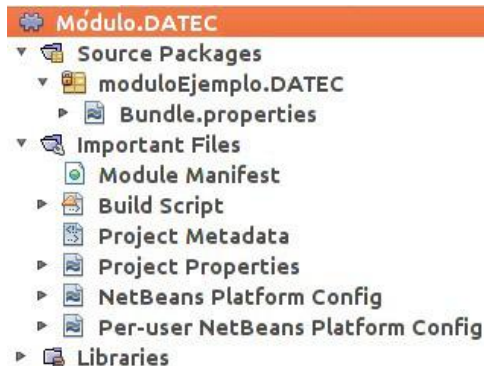 Módulo.DATEC
Source Packages
moduloEjemplo.DATEC
Bundle.properties
Important Files
Module Manifest
Build Script
Project Metadata
Project Properties
NetBeans Platform Config
Per-user NetBeans Platform Config
Libraries